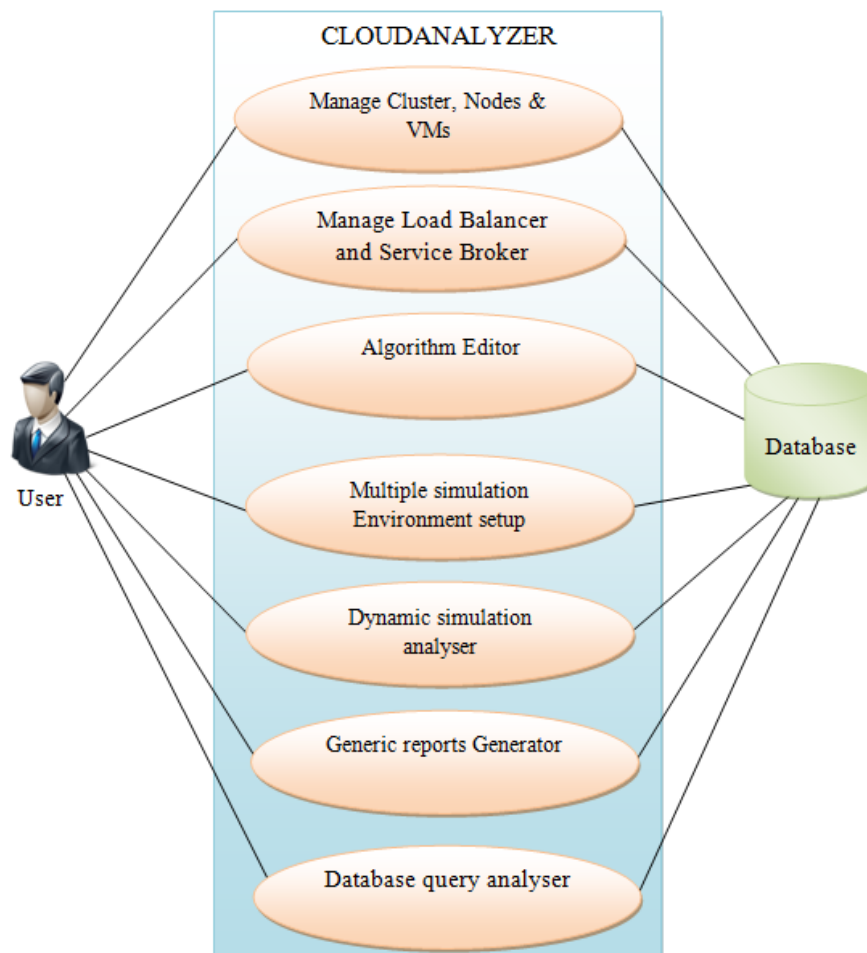 CLOUDANALYZER
Manage Cluster, Nodes &
VMs
Manage Load Balancer
and Service Broker
Algorithm Editor
User
Database
Multiple simulation
Environment setup
Dynamic simulation
analyser
Generic reports Generator
Database query analyser